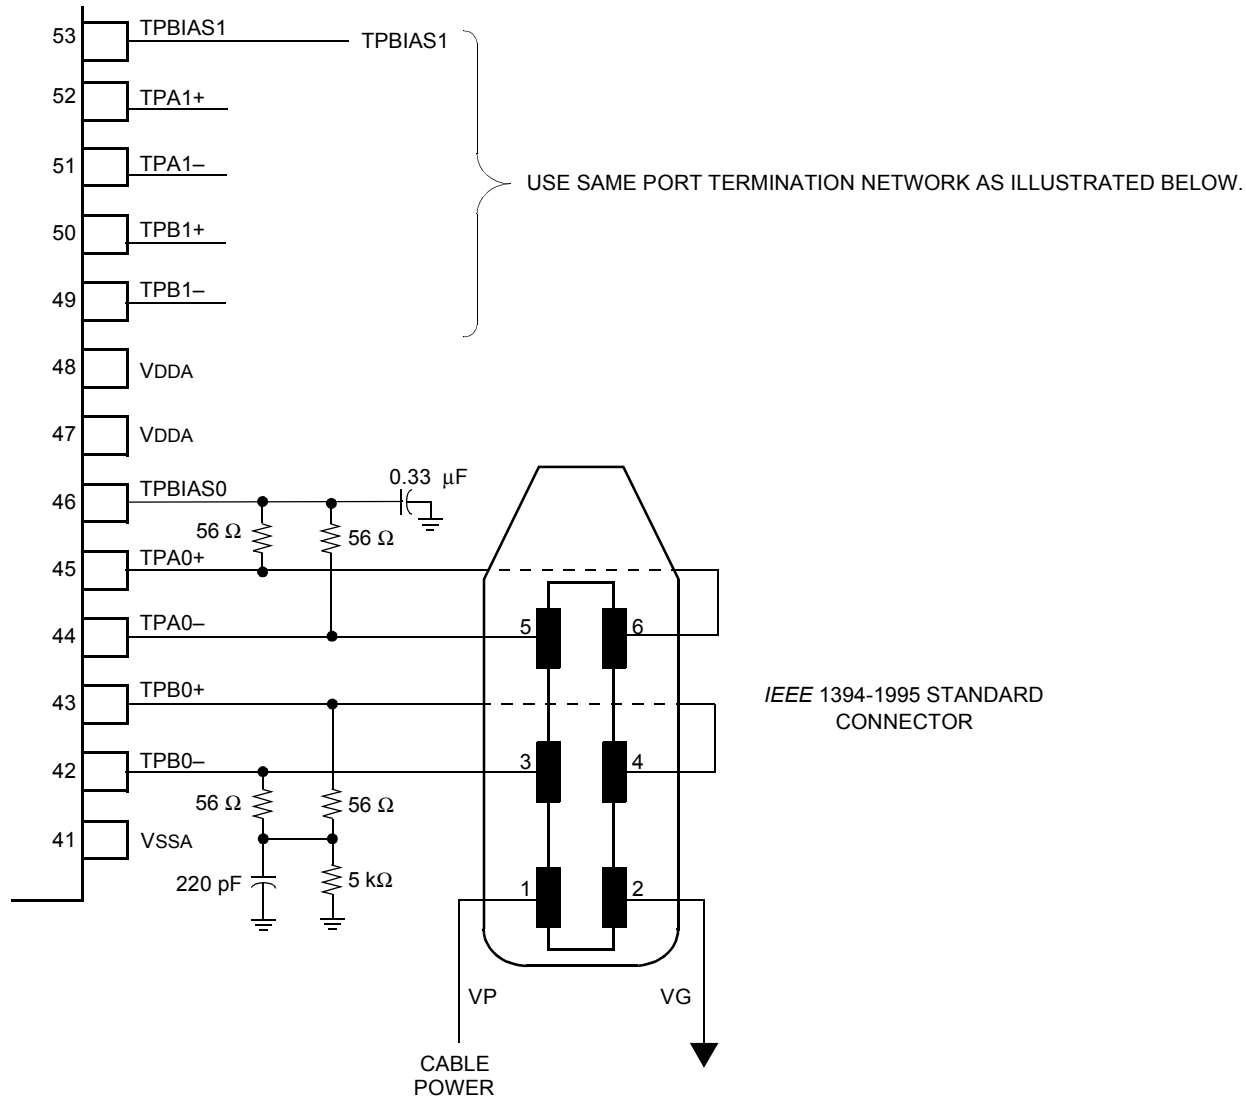 53 TPBIAS1
TPBIAS1
52 TPA1+
51 TPA1–
USE SAME PORT TERMINATION NETWORK AS ILLUSTRATED BELOW.
50 TPB1+
49 TPB1–
48 VDDA
47 VDDA
0.33 µF
46 TPBIAS0
56 Ω
56 Ω
45 TPA0+
44 TPA0–
5
6
43 TPB0+
IEEE 1394-1995 STANDARD
CONNECTOR
42 TPB0–
3
4
56 Ω
56 Ω
41 VSSA
220 pF
5 kΩ
1
2
VP
VG
CABLE
POWER